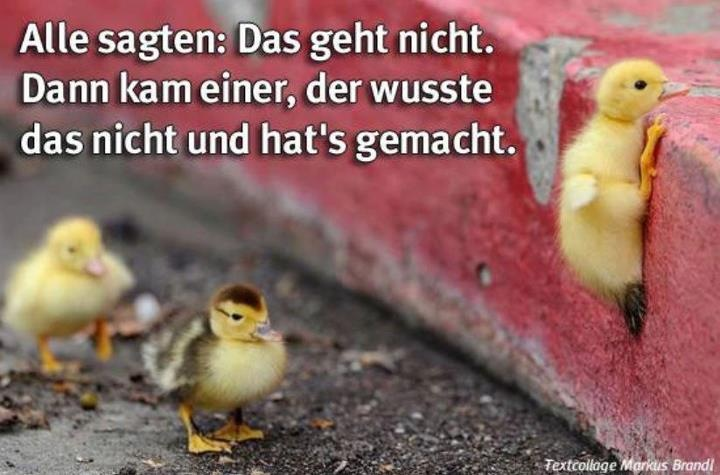 Alle sagten: Das geht nicht.
Dann kam einer, der wusste
das nicht und hat's gemacht.
Textcollage Markus Brandl